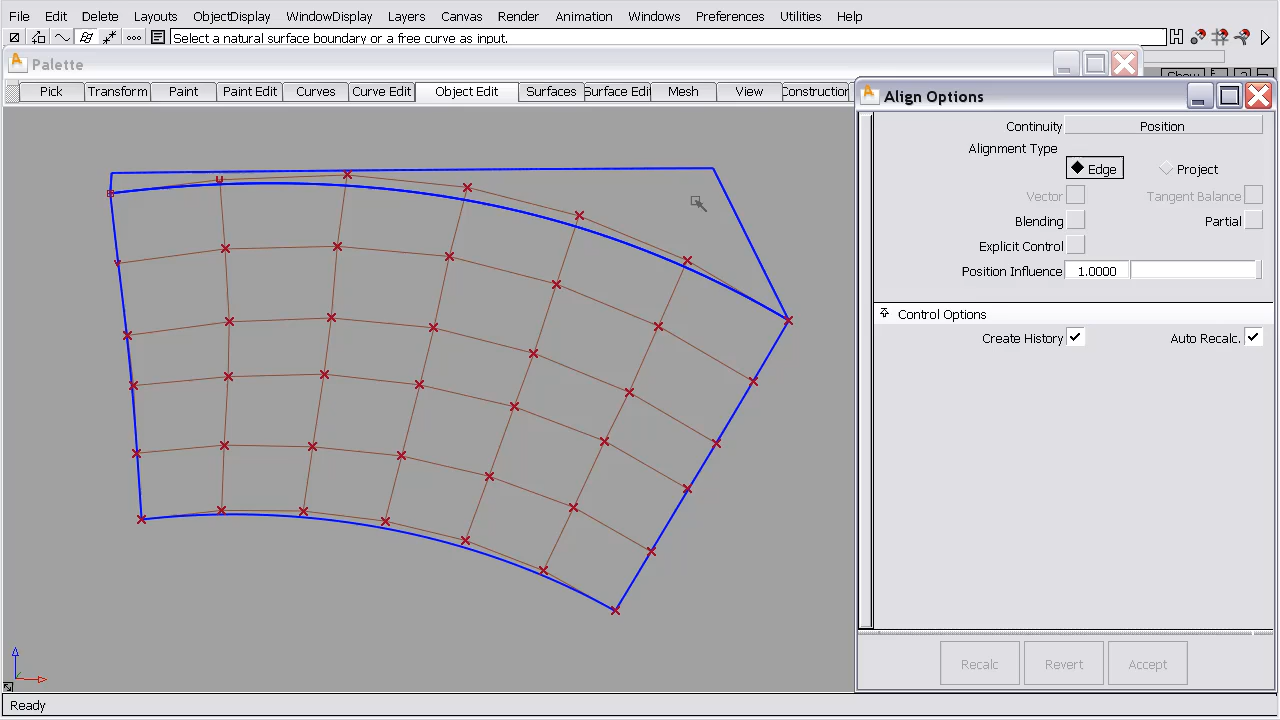 File Edit Delete Layouts ObjectDisplay WindowDisplay Layers Canvas Render Animation Windows Preferences Utilities Help
Select a natural surface boundary or a free curve as input.
Palette
Show
Pick Transform Paint Paint Edit Curves Curve Edit Object Edit Surfaces Surface Edi Mesh View Construction
Align Options
Continuity Position
Alignment Type
Edge Project
Vector Tangent Balance
Blending Partial
Explicit Control
Position Influence 1.0000
Control Options
Create History Auto Recalc.
Recalc Revert Accept
Ready